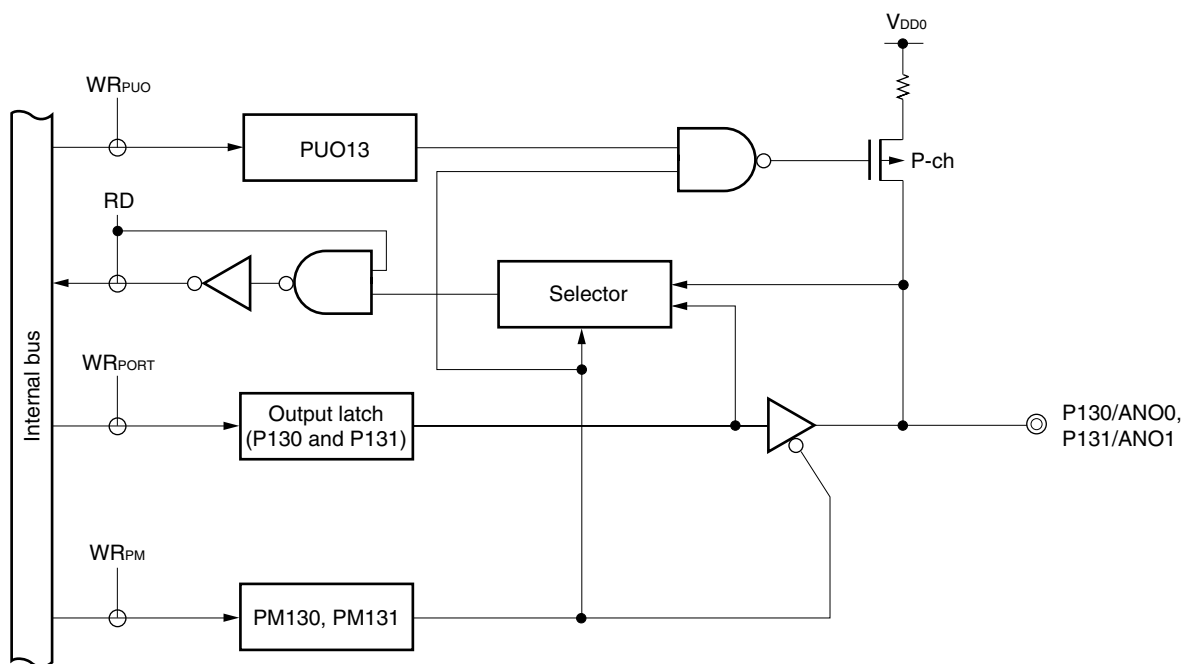 VDD0
WRPUO
PUO13
P-ch
RD
Selector
WRPORT
Internal bus
Output latch
(P130 and P131)
P130/ANO0,
P131/ANO1
WRPM
PM130, PM131